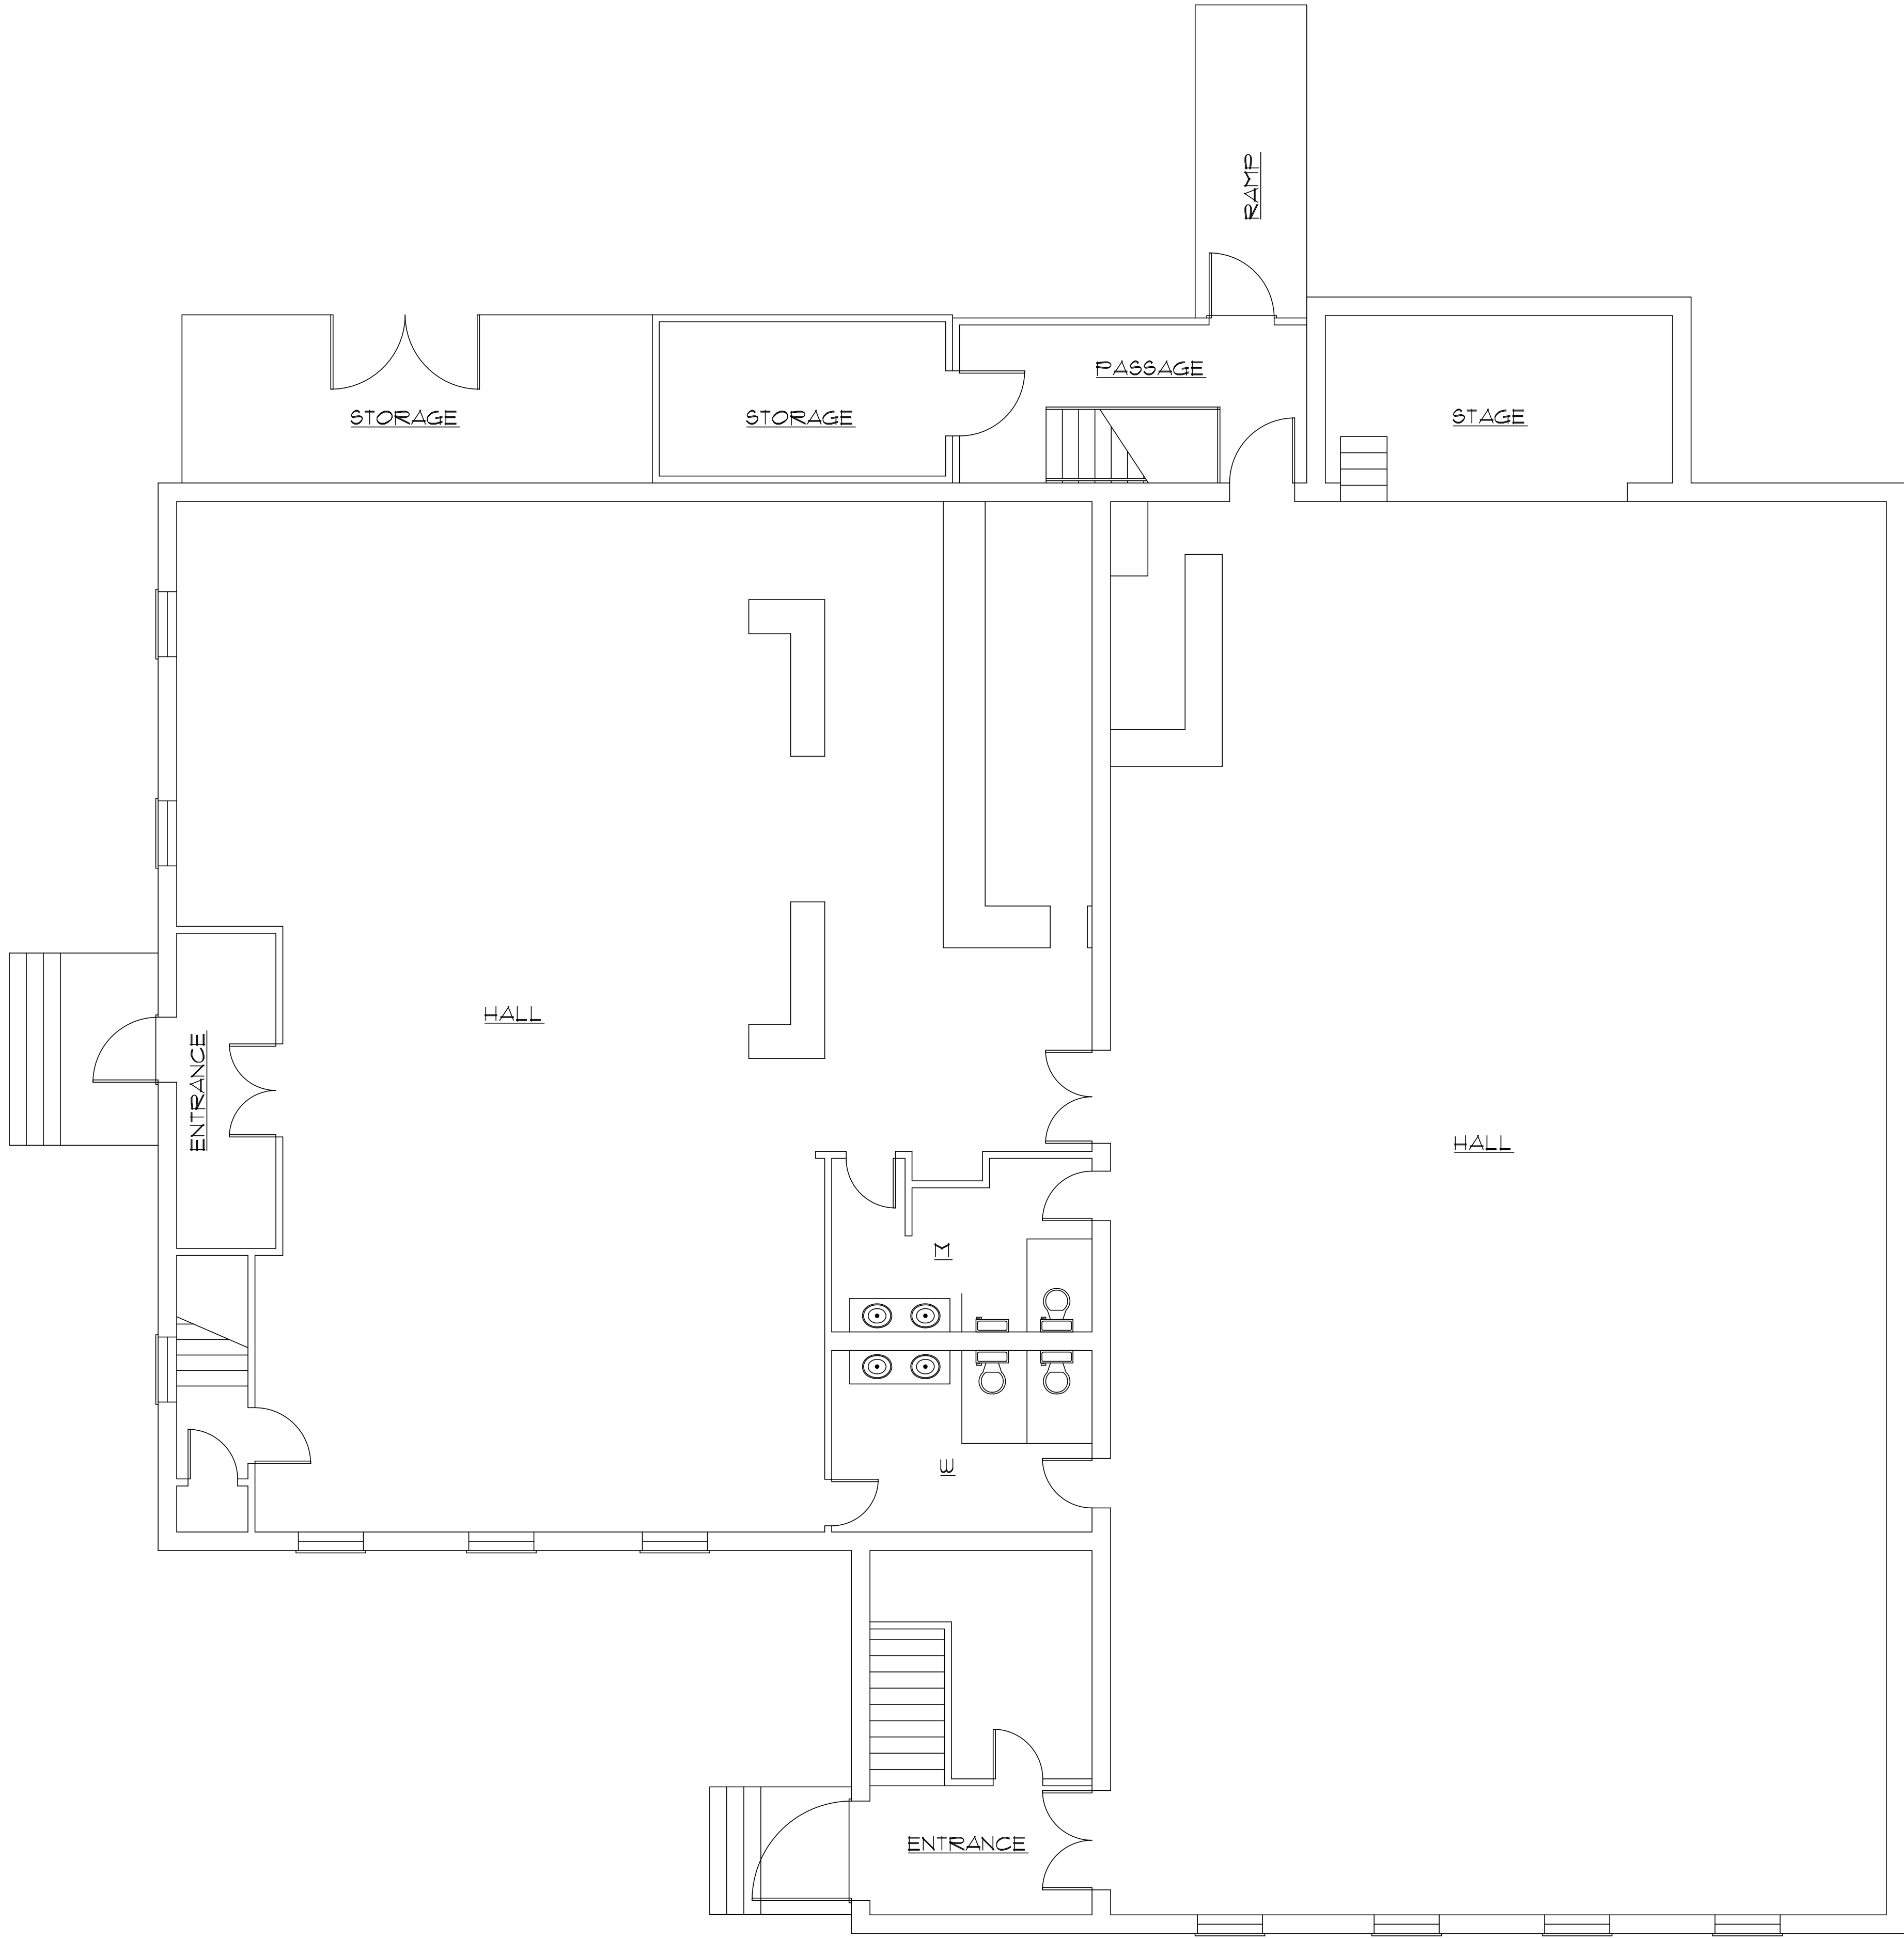 RAMP
PASSAGE
STORAGE
STORAGE
STAGE
HALL
ENTRANCE
HALL
M
W
ENTRANCE